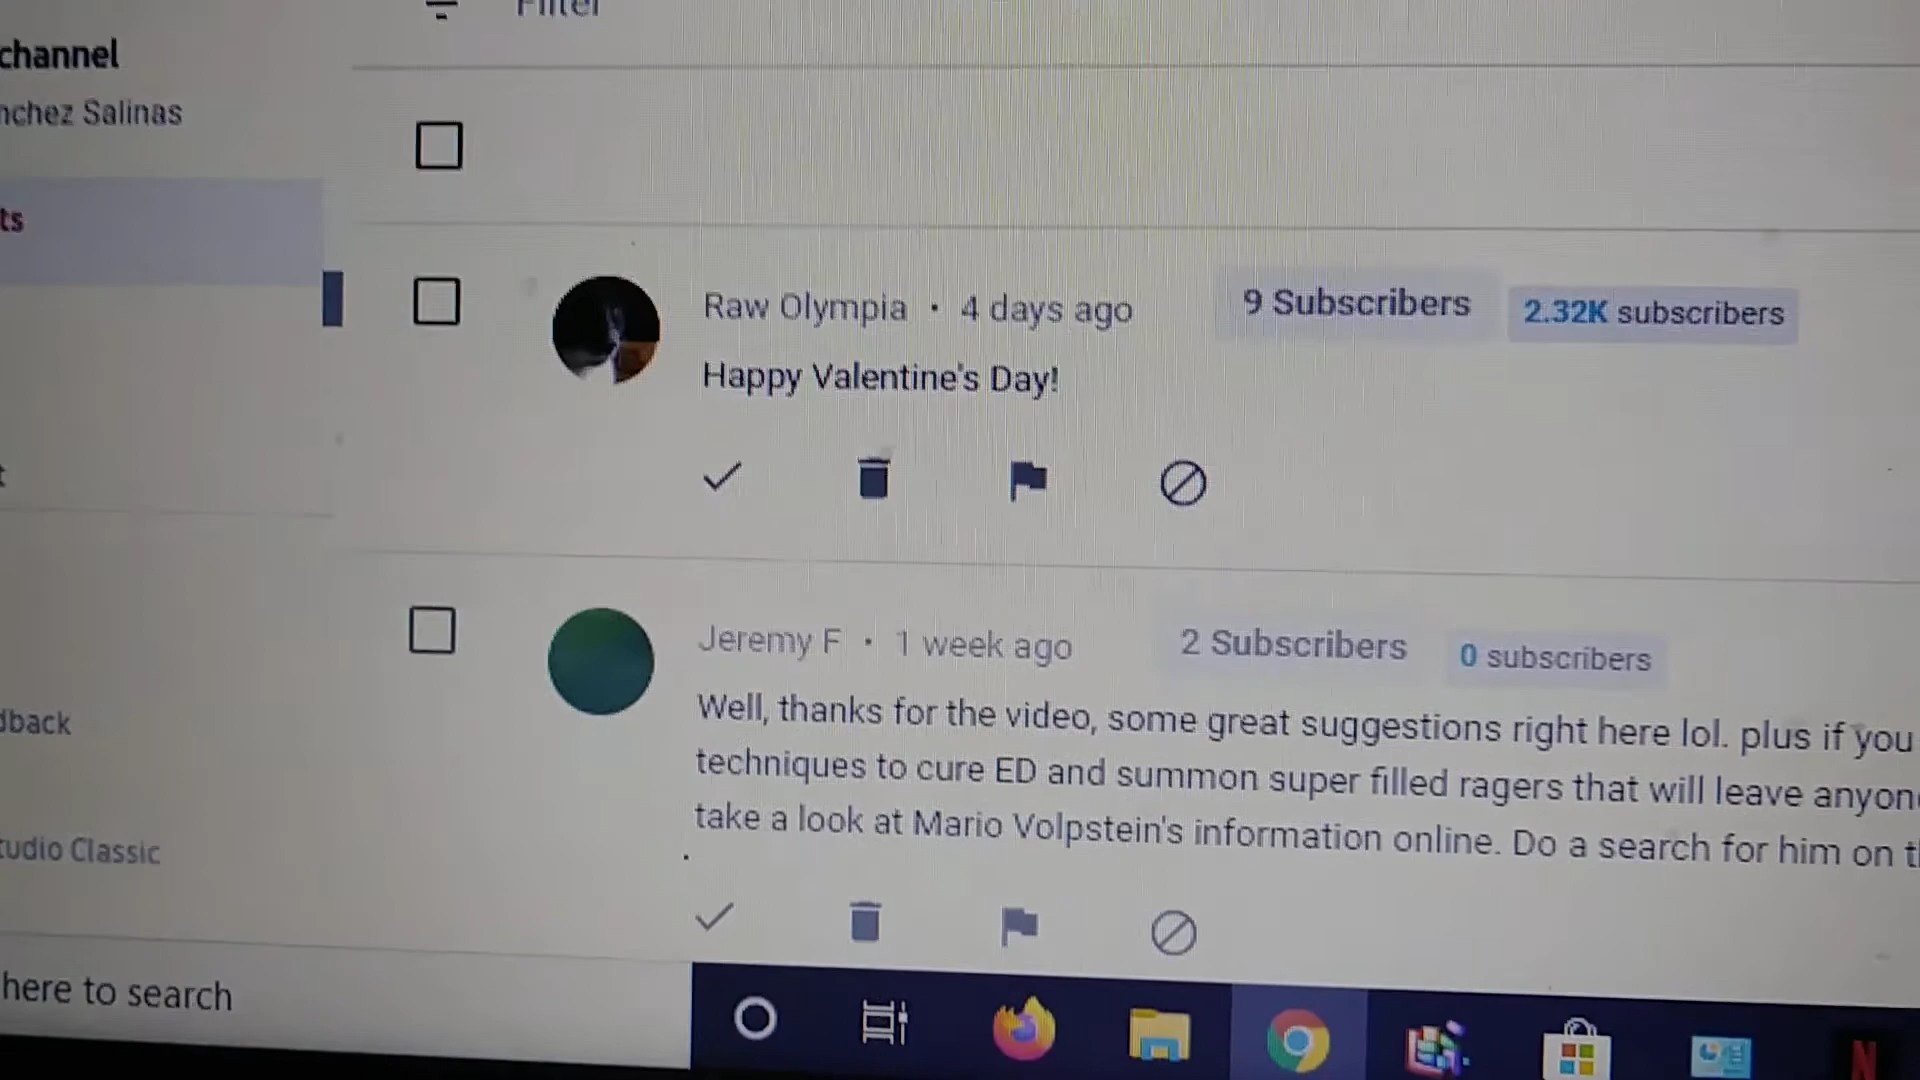 Filter
channel
nchez Salinas
ts
Raw Olympia • 4 days ago
9 Subscribers
2.32K subscribers
Happy Valentine's Day!
t
Jeremy F • 1 week ago
2 Subscribers
0 subscribers
Well, thanks for the video, some great suggestions right here lol. plus if you
techniques to cure ED and summon super filled ragers that will leave anyon
take a look at Mario Volpstein's information online. Do a search for him on t
dback
tudio Classic
here to search
N